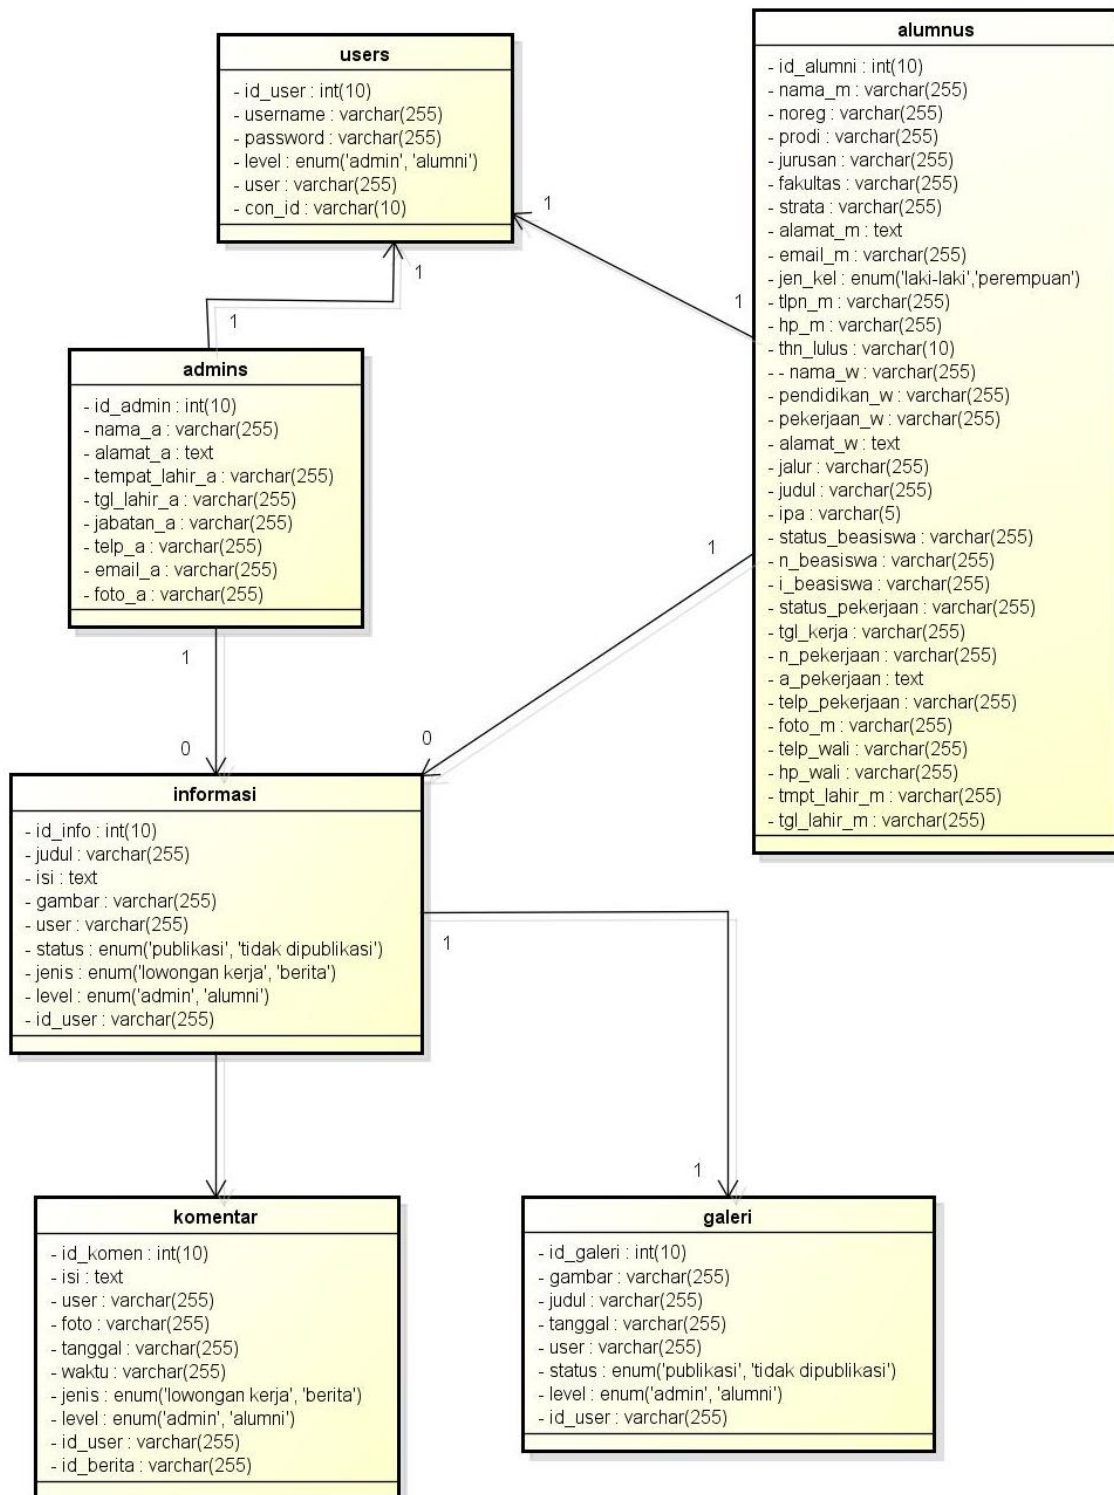 users
- id_user : int(10)
- username : varchar(255)
- password : varchar(255)
- level : enum('admin', 'alumni')
- user : varchar(255)
- con_id : varchar(10)
1
1
1
1
alumnus
- id_alumni : int(10)
- nama_m : varchar(255)
- noreg : varchar(255)
- prodi : varchar(255)
- jurusan : varchar(255)
- fakultas : varchar(255)
- strata : varchar(255)
- alamat_m : text
- email_m : varchar(255)
- jen_kel : enum('laki-laki','perempuan')
- tlpn_m : varchar(255)
- hp_m : varchar(255)
- thn_lulus : varchar(10)
- - nama_w : varchar(255)
- pendidikan_w : varchar(255)
- pekerjaan_w : varchar(255)
- alamat_w : text
- jalur : varchar(255)
- judul : varchar(255)
- ipa : varchar(5)
- status_beasiswa : varchar(255)
- n_beasiswa : varchar(255)
- i_beasiswa : varchar(255)
- status_pekerjaan : varchar(255)
- tgl_kerja : varchar(255)
- n_pekerjaan : varchar(255)
- a_pekerjaan : text
- telp_pekerjaan : varchar(255)
- foto_m : varchar(255)
- telp_wali : varchar(255)
- hp_wali : varchar(255)
- tmpt_lahir_m : varchar(255)
- tgl_lahir_m : varchar(255)
admins
- id_admin : int(10)
- nama_a : varchar(255)
- alamat_a : text
- tempat_lahir_a : varchar(255)
- tgl_lahir_a : varchar(255)
- jabatan_a : varchar(255)
- telp_a : varchar(255)
- email_a : varchar(255)
- foto_a : varchar(255)
1
1
0
0
informasi
- id_info : int(10)
- judul : varchar(255)
- isi : text
- gambar : varchar(255)
- user : varchar(255)
- status : enum('publikasi', 'tidak dipublikasi')
- jenis : enum('lowongan kerja', 'berita')
- level : enum('admin', 'alumni')
- id_user : varchar(255)
1
1
komentar
- id_komen : int(10)
- isi : text
- user : varchar(255)
- foto : varchar(255)
- tanggal : varchar(255)
- waktu : varchar(255)
- jenis : enum('lowongan kerja', 'berita')
- level : enum('admin', 'alumni')
- id_user : varchar(255)
- id_berita : varchar(255)
galeri
- id_galeri : int(10)
- gambar : varchar(255)
- judul : varchar(255)
- tanggal : varchar(255)
- user : varchar(255)
- status : enum('publikasi', 'tidak dipublikasi')
- level : enum('admin', 'alumni')
- id_user : varchar(255)